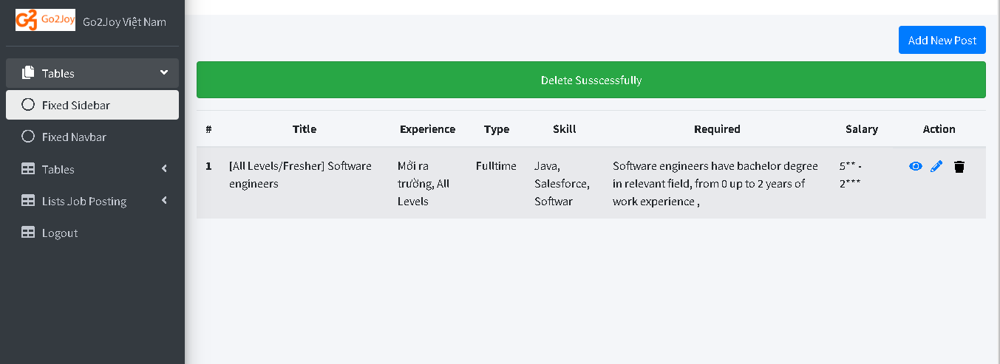 Go2Joy
Go2Joy Việt Nam
Tables
Fixed Sidebar
Fixed Navbar
Tables
Lists Job Posting
Logout
Add New Post
Delete Susscessfully
# Title Experience Type Skill Required Salary Action
1 [All Levels/Fresher] Software Mới ra Fulltime Java, Software engineers have bachelor degree 5** -
engineers trường, All Salesforce, in relevant field, from 0 up to 2 years of 2***
Levels Softwar work experience ,